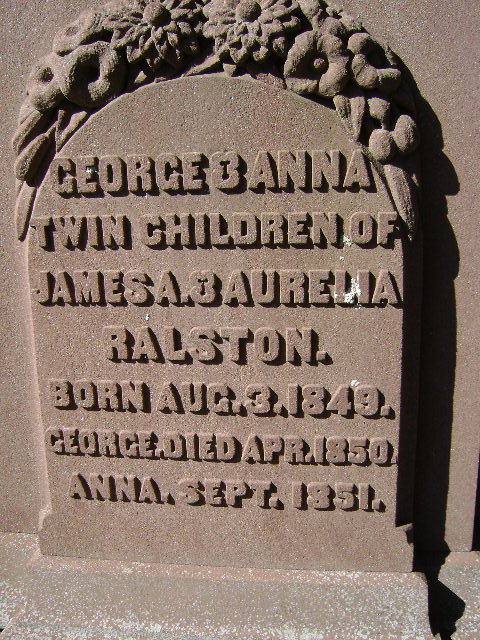 GEORGE & ANNA
TWIN CHILDREN OF
JAMES A. & AURELIA
RALSTON.
BORN AUG. 3. 1849.
GEORGE. DIED APR. 1850
ANNA, SEPT. 1851.